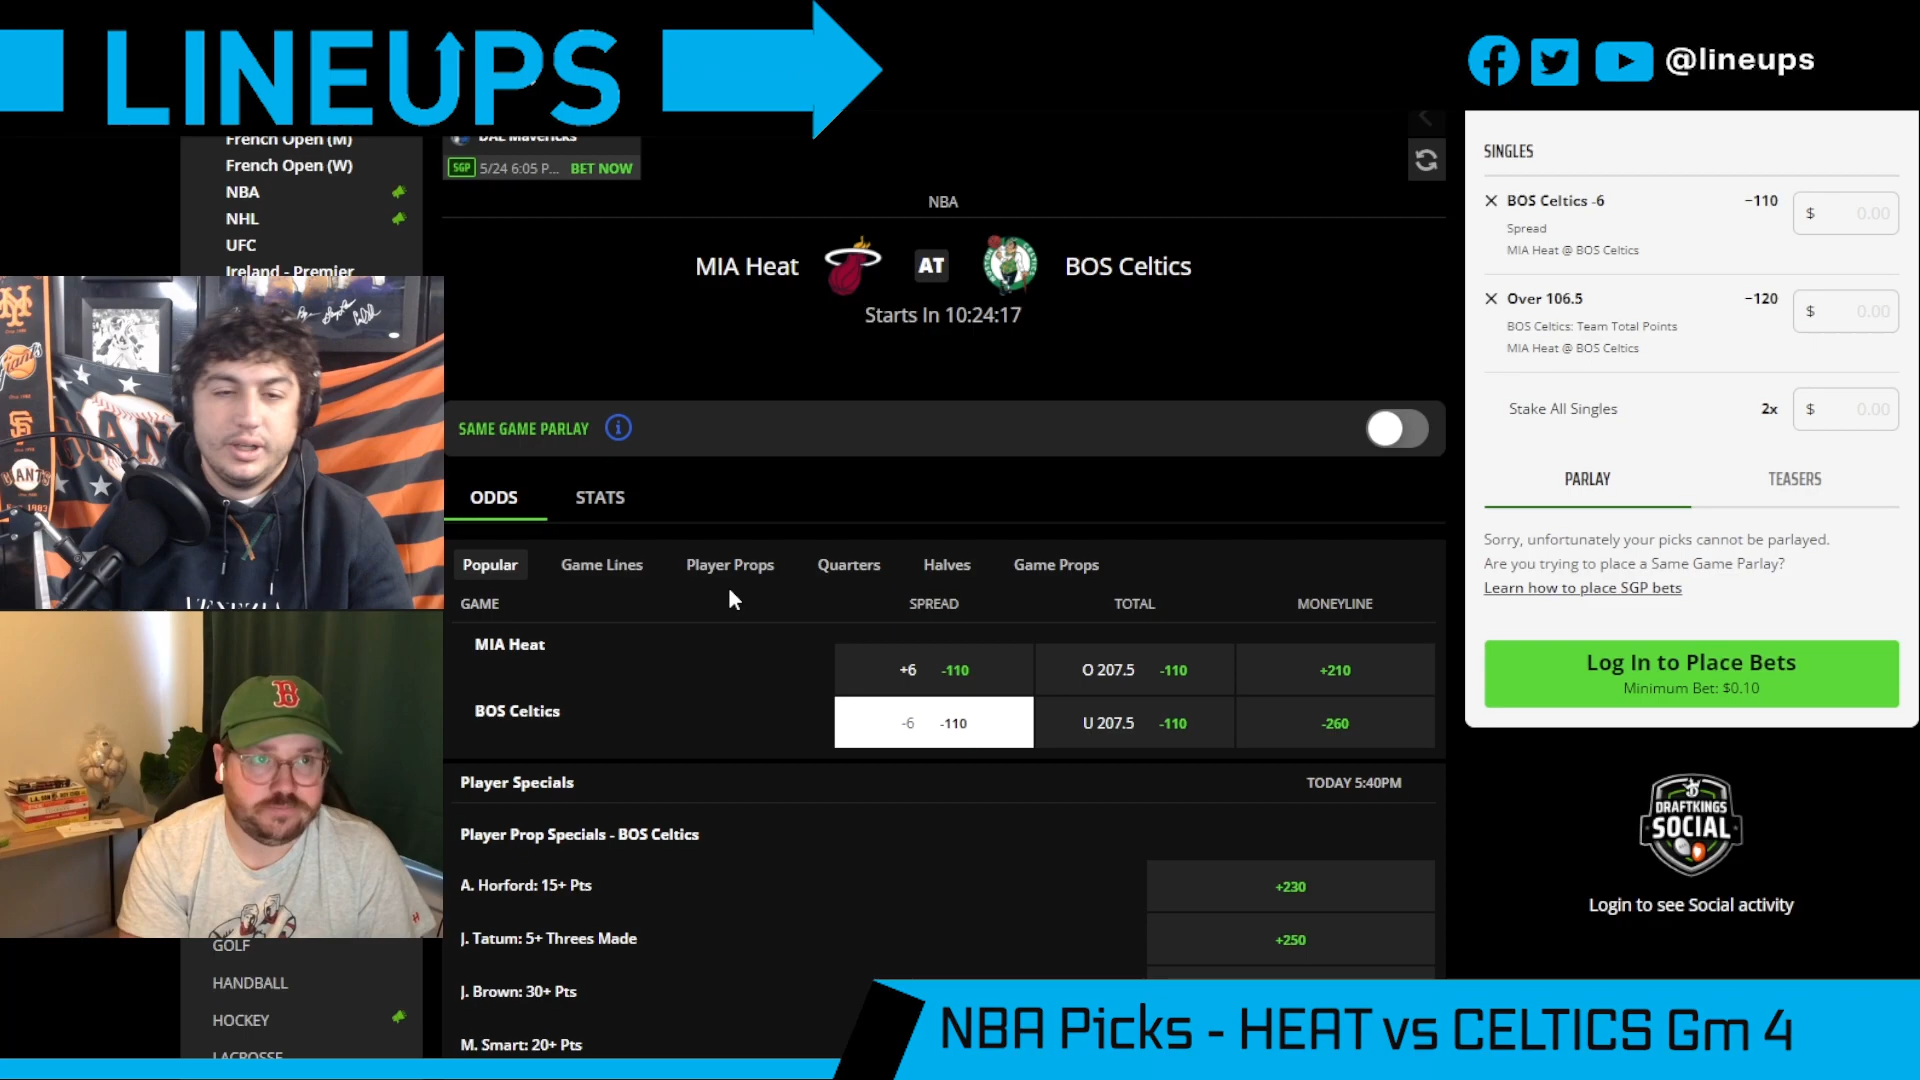 LINEUPS
@lineups
French Open (M)
French Open (W)
NBA
NHL
UFC
Ireland - Premier
DAL Mavericks
SGP 5/24 6:05 P... BET NOW
NBA
MIA Heat AT BOS Celtics
Starts In 10:24:17
SAME GAME PARLAY
ODDS STATS
Popular Game Lines Player Props Quarters Halves Game Props
GAME SPREAD TOTAL MONEYLINE
MIA Heat
+6 -110 O 207.5 -110 +210
BOS Celtics
-6 -110 U 207.5 -110 -260
Player Specials TODAY 5:40PM
Player Prop Specials - BOS Celtics
A. Horford: 15+ Pts +230
J. Tatum: 5+ Threes Made +250
J. Brown: 30+ Pts
M. Smart: 20+ Pts
SINGLES
BOS Celtics -6 −110 $ 0.00
Spread
MIA Heat @ BOS Celtics
Over 106.5 −120 $ 0.00
BOS Celtics: Team Total Points
MIA Heat @ BOS Celtics
Stake All Singles 2x $ 0.00
PARLAY TEASERS
Sorry, unfortunately your picks cannot be parlayed.
Are you trying to place a Same Game Parlay?
Learn how to place SGP bets
Log In to Place Bets
Minimum Bet: $0.10
DRAFTKINGS
SOCIAL
Login to see Social activity
GOLF
HANDBALL
HOCKEY
LACROSSE
GIANTS
SF
B
NBA Picks - HEAT vs CELTICS Gm 4